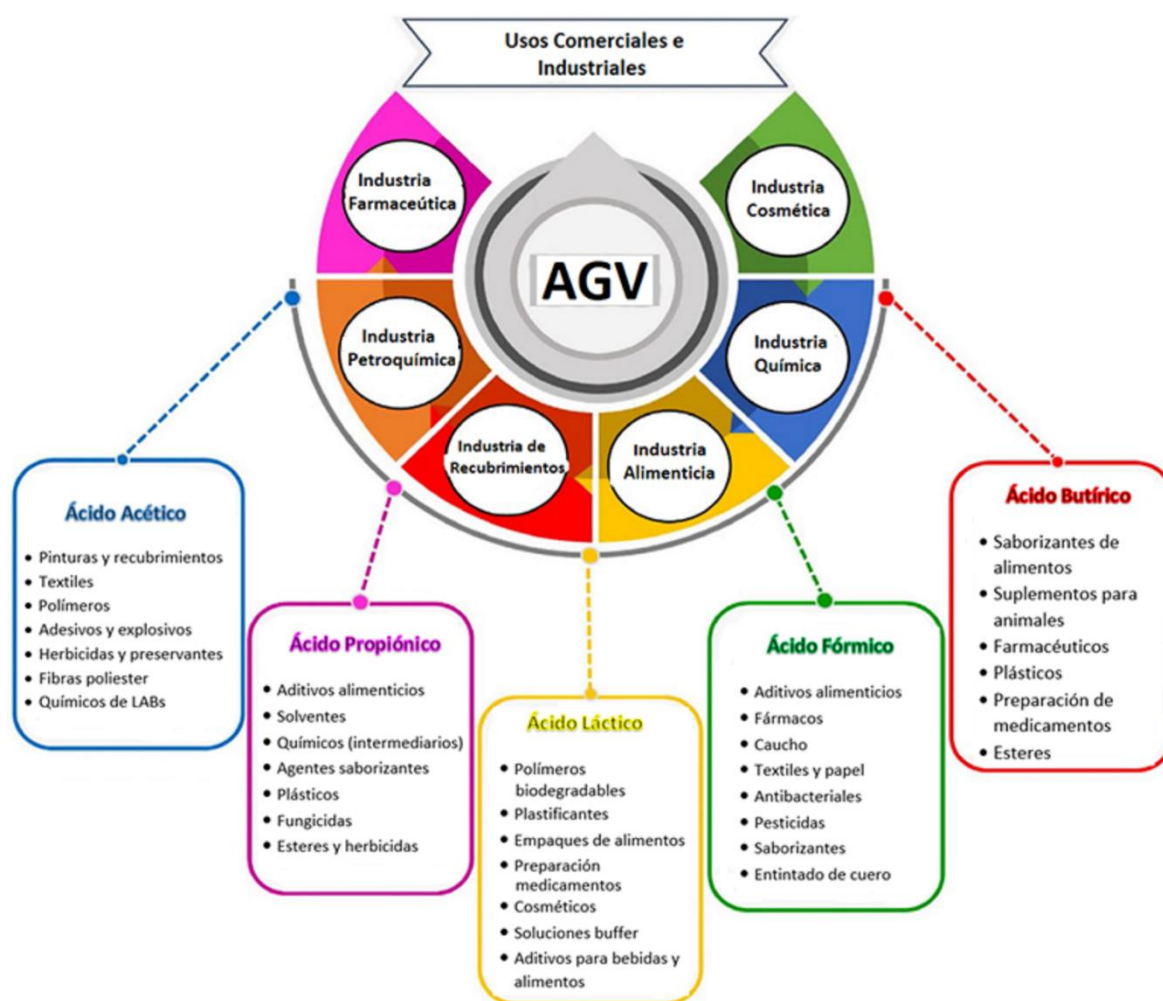 Usos Comerciales e
Industriales
Industria
Farmaceútica
Industria
Cosmética
AGV
Industria
Petroquímica
Industria
Química
Industria de
Recubrimientos
Industria
Alimenticia
Ácido Acético
• Pinturas y recubrimientos
• Textiles
• Polímeros
• Adesivos y explosivos
• Herbicidas y preservantes
• Fibras poliester
• Químicos de LABs
Ácido Propiónico
• Aditivos alimenticios
• Solventes
• Químicos (intermediarios)
• Agentes saborizantes
• Plásticos
• Fungicidas
• Esteres y herbicidas
Ácido Láctico
• Polímeros
biodegradables
• Plastificantes
• Empaques de alimentos
• Preparación
medicamentos
• Cosméticos
• Soluciones buffer
• Aditivos para bebidas y
alimentos
Ácido Fórmico
• Aditivos alimenticios
• Fármacos
• Caucho
• Textiles y papel
• Antibacteriales
• Pesticidas
• Saborizantes
• Entintado de cuero
Ácido Butírico
• Saborizantes de
alimentos
• Suplementos para
animales
• Farmacéuticos
• Plásticos
• Preparación de
medicamentos
• Esteres